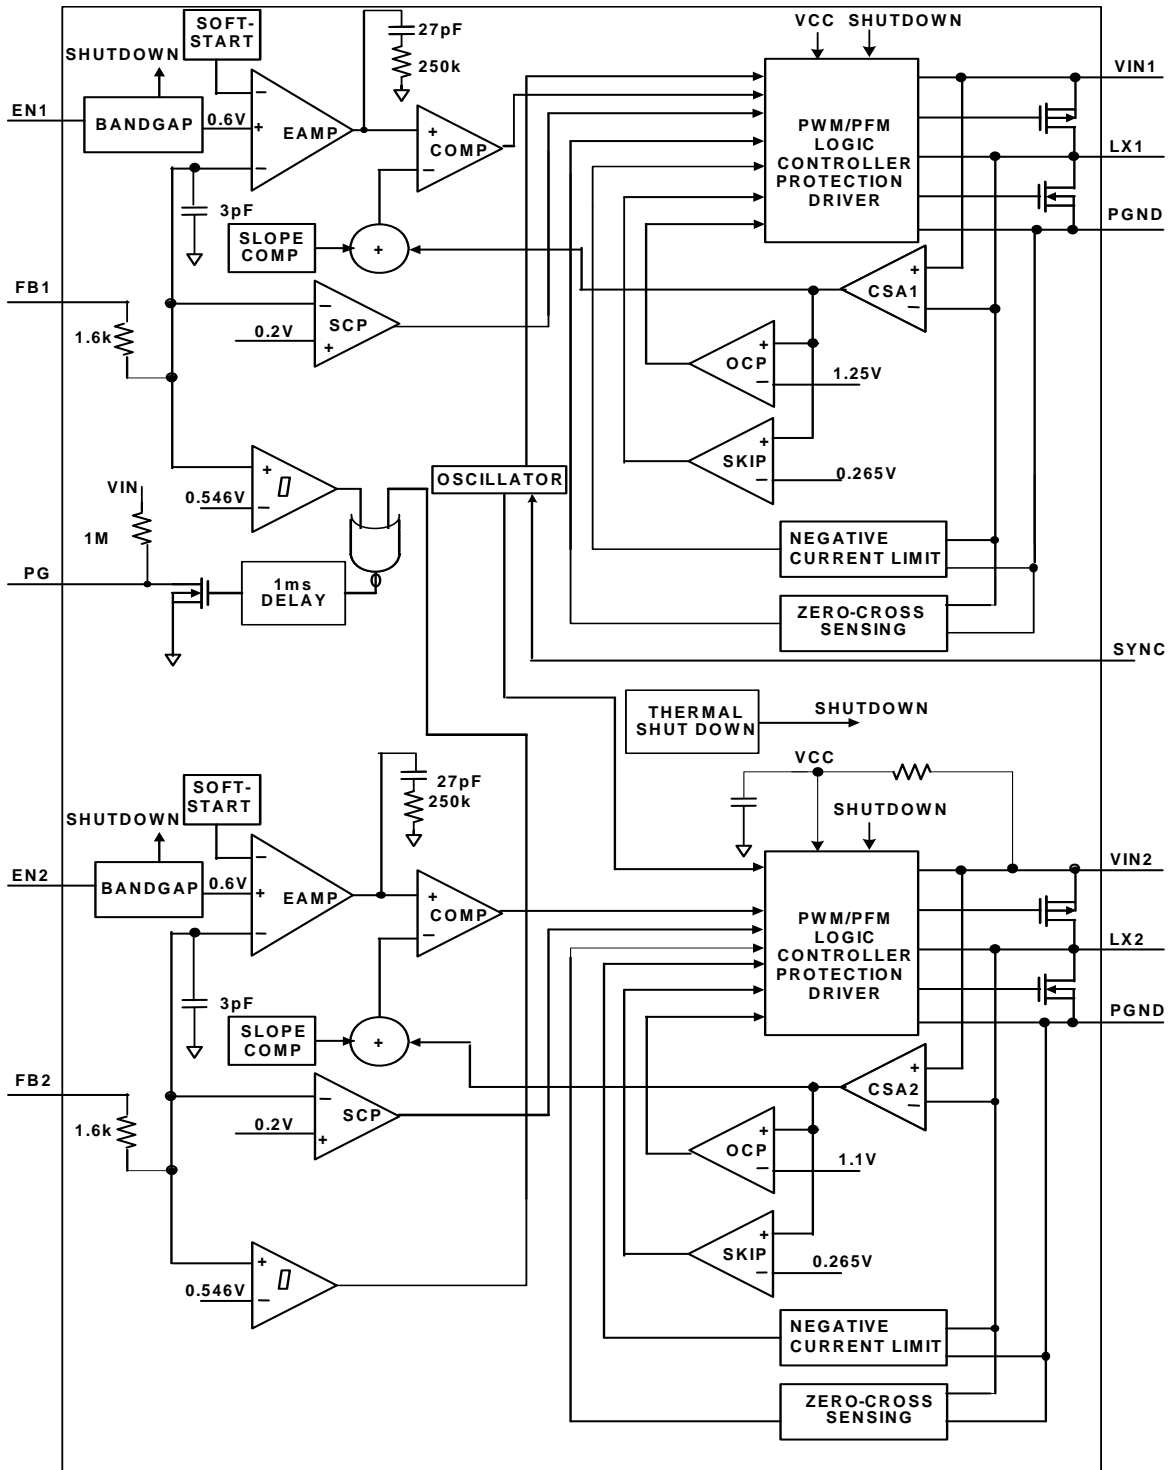 SOFT-
START
27pF
250k
VCC
SHUTDOWN
SHUTDOWN
VIN1
EN1
BANDGAP
0.6V
−
+
−
EAMP
+
−
COMP
PWM/PFM
LOGIC
CONTROLLER
PROTECTION
DRIVER
LX1
3pF
PGND
SLOPE
COMP
+
+
−
CSA1
FB1
−
+
SCP
0.2V
1.6k
+
−
OCP
1.25V
+
−
SKIP
0.265V
+
−
0.546V
OSCILLATOR
VIN
1M
NEGATIVE
CURRENT LIMIT
PG
1ms
DELAY
ZERO-CROSS
SENSING
SYNC
THERMAL
SHUT DOWN
SHUTDOWN
SOFT-
START
27pF
250k
VCC
SHUTDOWN
SHUTDOWN
VIN2
EN2
BANDGAP
0.6V
−
+
−
EAMP
+
−
COMP
PWM/PFM
LOGIC
CONTROLLER
PROTECTION
DRIVER
LX2
3pF
PGND
SLOPE
COMP
+
+
−
CSA2
FB2
−
+
SCP
0.2V
1.6k
+
−
OCP
1.1V
+
−
SKIP
0.265V
+
−
0.546V
NEGATIVE
CURRENT LIMIT
ZERO-CROSS
SENSING